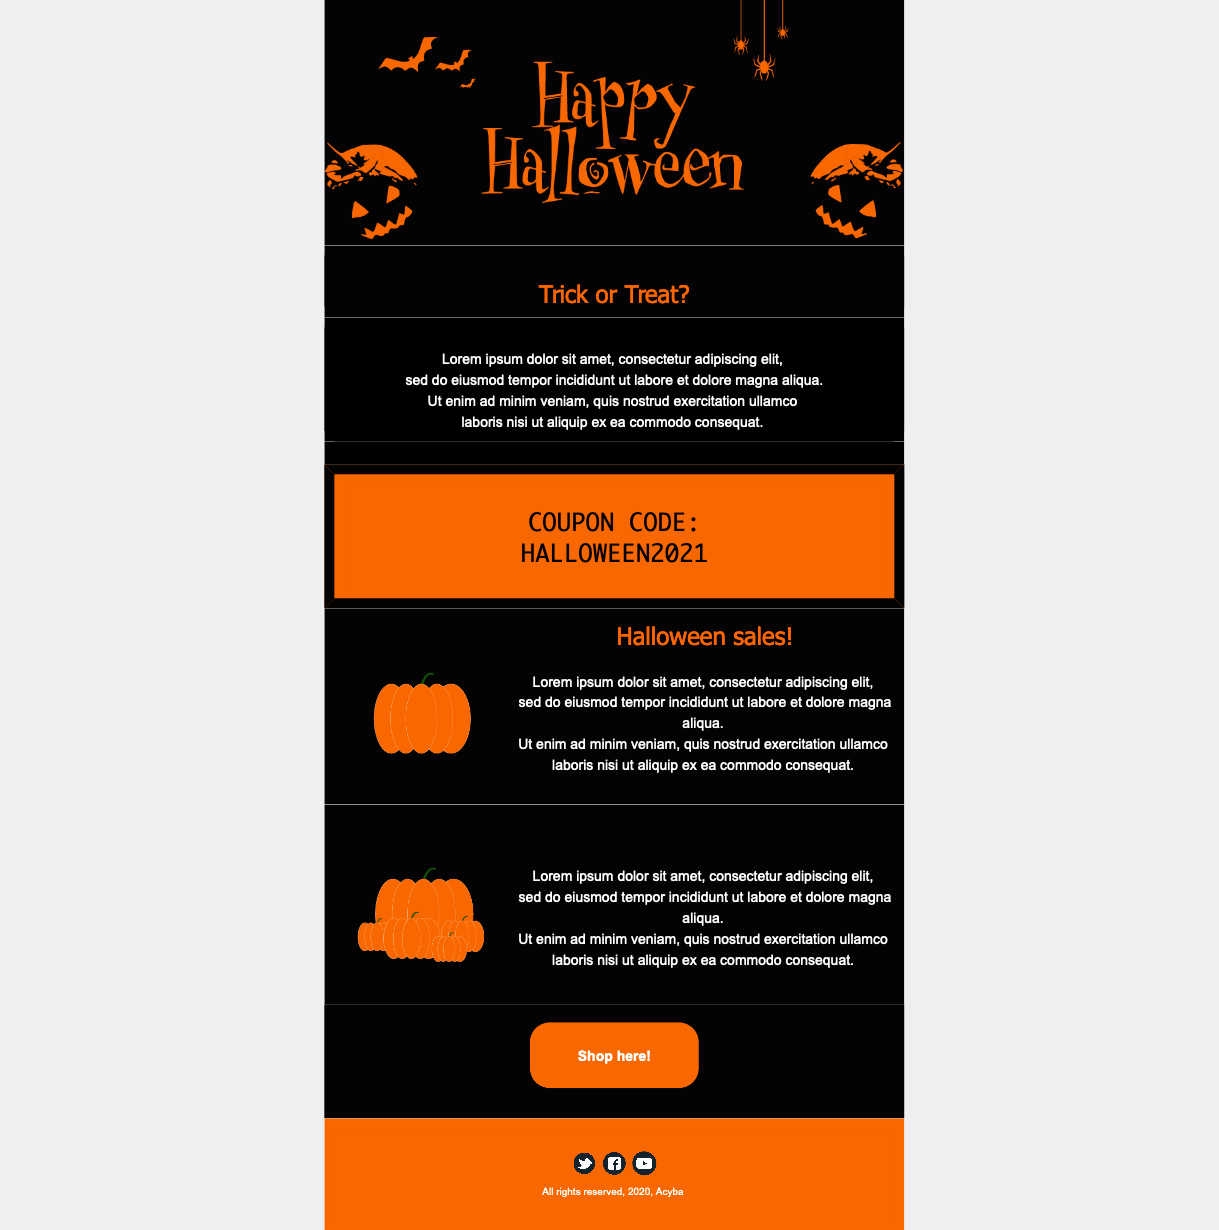 Happy
Halloween
Trick or Treat?
Lorem ipsum dolor sit amet, consectetur adipiscing elit,
sed do eiusmod tempor incididunt ut labore et dolore magna aliqua.
Ut enim ad minim veniam, quis nostrud exercitation ullamco
laboris nisi ut aliquip ex ea commodo consequat.
COUPON CODE:
HALLOWEEN2021
Halloween sales!
Lorem ipsum dolor sit amet, consectetur adipiscing elit,
sed do eiusmod tempor incididunt ut labore et dolore magna
aliqua.
Ut enim ad minim veniam, quis nostrud exercitation ullamco
laboris nisi ut aliquip ex ea commodo consequat.
Lorem ipsum dolor sit amet, consectetur adipiscing elit,
sed do eiusmod tempor incididunt ut labore et dolore magna
aliqua.
Ut enim ad minim veniam, quis nostrud exercitation ullamco
laboris nisi ut aliquip ex ea commodo consequat.
Shop here!
All rights reserved, 2020, Acyba